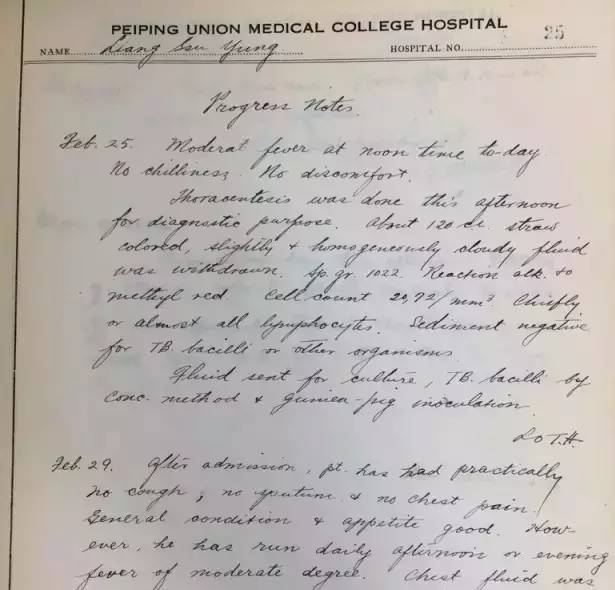 PEIPING UNION MEDICAL COLLEGE HOSPITAL
25
NAME Liang Ssu Yung HOSPITAL NO.
Progress Notes.
Feb. 25. Moderat fever at noon time to-day
No chilliness. No discomfort.
Thoracentesis was done this afternoon
for diagnostic purpose. About 120 c.c. straw
colored, slightly & homogeneously cloudy fluid
was withdrawn. Sp. gr. 1022. Reaction alk. to
methyl red. Cell count 2072/mm³. Chiefly
or almost all lymphocytes. Sediment negative
for TB. bacilli or other organisms.
Fluid sent for culture, TB. bacilli by
conc. method & guinea-pig inoculation.
Feb. 29. After admission, pt. has had practically
no cough; no sputum & no chest pain.
General condition & appetite good. How-
ever, he has run daily afternoon or evening
fever of moderate degree. Chest fluid was